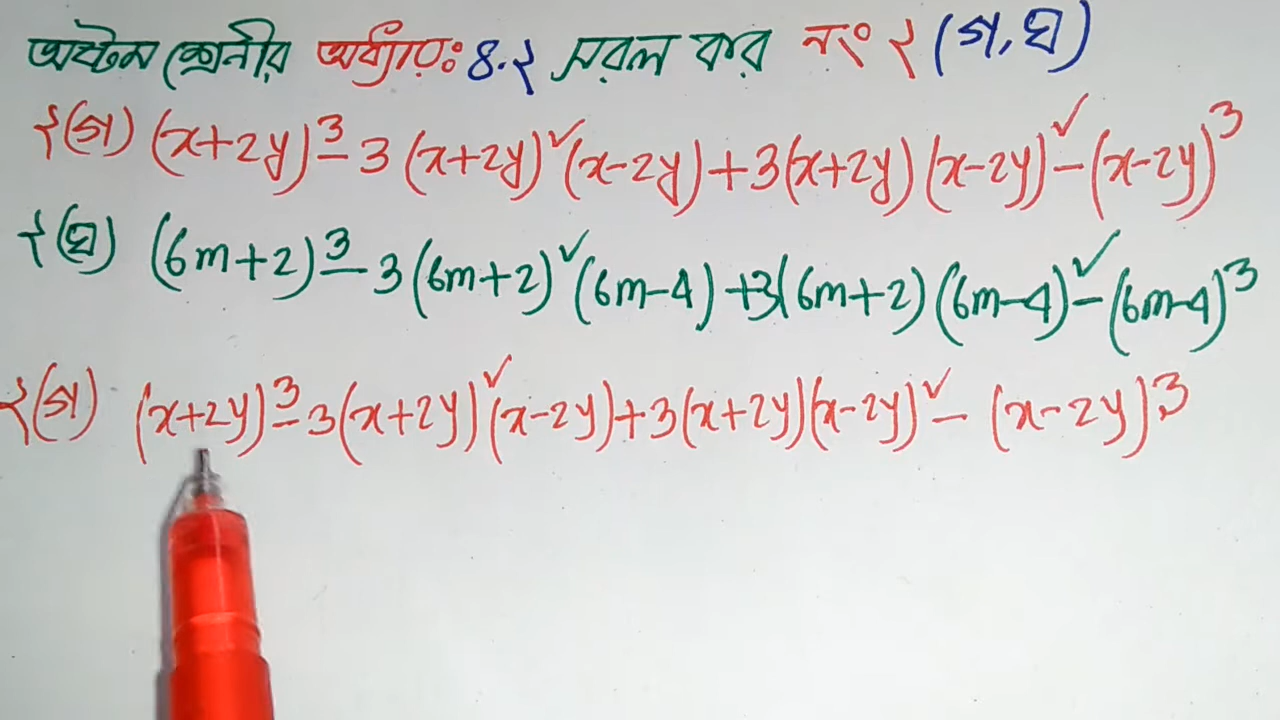 অষ্টম শ্রেনীর অধ্যায়ঃ ৪.২ সরল কর নং ২ (গ, ঘ)
২(গ) (x+2y)³ - 3(x+2y)²(x-2y) + 3(x+2y)(x-2y)² - (x-2y)³
২(ঘ) (6m+2)³ - 3(6m+2)²(6m-4) + 3(6m+2)(6m-4)² - (6m-4)³
২(গ) (x+2y)³ - 3(x+2y)²(x-2y) + 3(x+2y)(x-2y)² - (x-2y)³